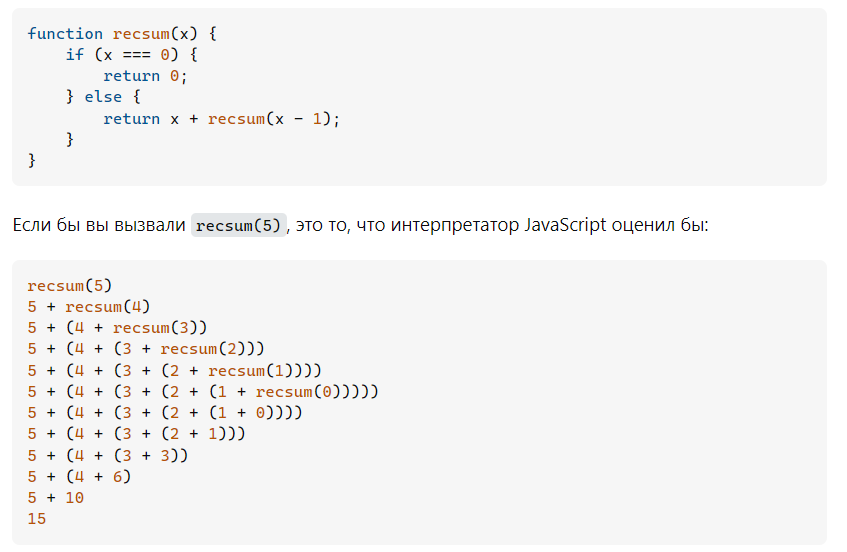 function recsum(x) {
    if (x === 0) {
        return 0;
    } else {
        return x + recsum(x - 1);
    }
}
Если бы вы вызвали recsum(5), это то, что интерпретатор JavaScript оценил бы:
recsum(5)
5 + recsum(4)
5 + (4 + recsum(3))
5 + (4 + (3 + recsum(2)))
5 + (4 + (3 + (2 + recsum(1))))
5 + (4 + (3 + (2 + (1 + recsum(0)))))
5 + (4 + (3 + (2 + (1 + 0))))
5 + (4 + (3 + (2 + 1)))
5 + (4 + (3 + 3))
5 + (4 + 6)
5 + 10
15